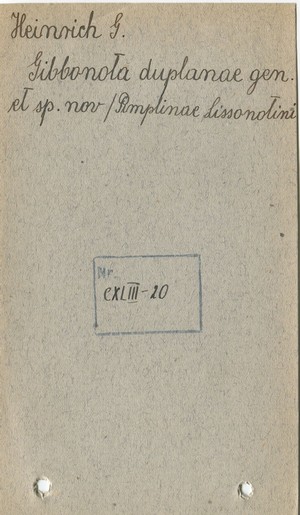 Heinrich G.
Gibbonota duplanae gen.
et sp. nov / Pimplinae Lissonotini
Nr.
CXLIII-20